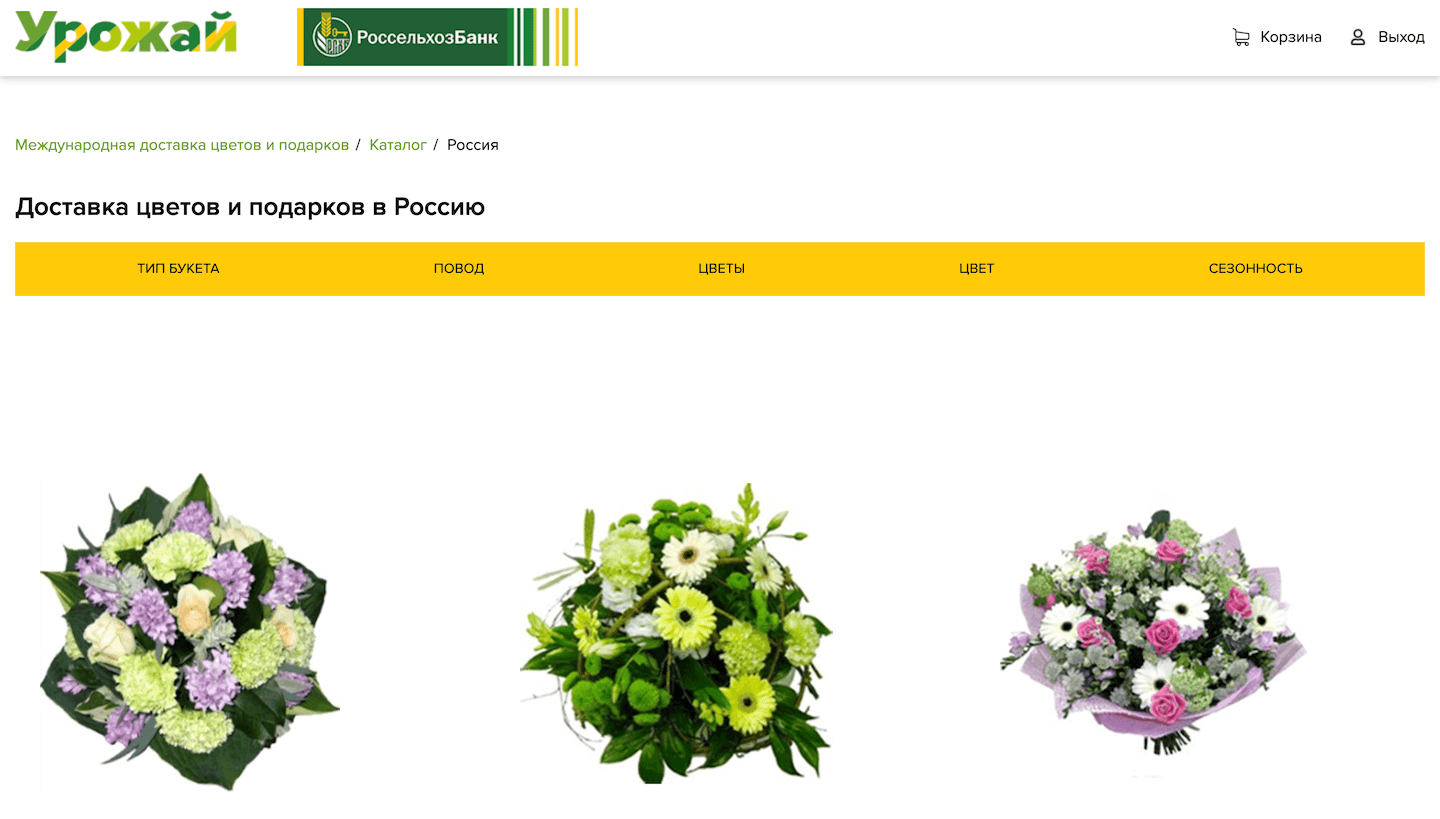 Урожай
РоссельхозБанк
Корзина
Выход
Международная доставка цветов и подарков / Каталог / Россия
Доставка цветов и подарков в Россию
ТИП БУКЕТА ПОВОД ЦВЕТЫ ЦВЕТ СЕЗОННОСТЬ